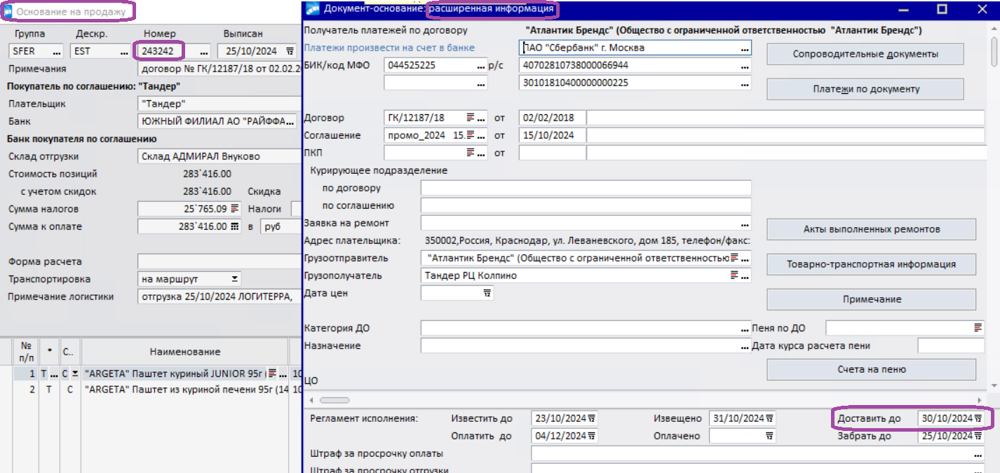 Основание на продажу
Группа Дескр. Номер Выписан
SFER ... EST ... 243242 ... 25/10/2024
Примечания договор № ГК/12187/18 от 02.02.2
Покупатель по соглашению: "Тандер"
Плательщик "Тандер"
Банк ЮЖНЫЙ ФИЛИАЛ АО "РАЙФФА...
Банк покупателя по соглашению
Склад отгрузки Склад АДМИРАЛ Внуково
Стоимость позиций 283`416.00
с учетом скидок 283`416.00 Скидка
Сумма налогов 25`765.09 Налоги
Сумма к оплате 283`416.00 в руб
Форма расчета
Транспортировка на маршрут
Примечание логистики отгрузка 25/10/2024 ЛОГИТЕРРА,
№ п/п * С.. Наименование
1 Т ... С "ARGETA" Паштет куриный JUNIOR 95г ( ... 10
2 Т С "ARGETA" Паштет из куриной печени 95г (14 10
Документ-основание: расширенная информация
Получатель платежей по договору "Атлантик Брендс" (Общество с ограниченной ответственностью "Атлантик Брендс")
Платежи произвести на счет в банке ПАО "Сбербанк" г. Москва ... Сопроводительные документы
БИК/код МФО 044525225 ... р/с 40702810738000066944 ...
... 30101810400000000225 ... Платежи по документу
Договор ГК/12187/18 ... от 02/02/2018
Соглашение промо_2024 15. ... от 15/10/2024
ПКП ... от
Курирующее подразделение
по договору
по соглашению
Заявка на ремонт ... Акты выполненных ремонтов
Адрес плательщика: 350002,Россия, Краснодар, ул. Леваневского, дом 185, телефон/факс:
Грузоотправитель "Атлантик Брендс" (Общество с ограниченной ответственностью ... Товарно-транспортная информация
Грузополучатель Тандер РЦ Колпино ...
Дата цен Примечание
Категория ДО ... Пеня по ДО
Назначение ... Дата курса расчета пени
Счета на пеню
ЦО
Регламент исполнения: Известить до 23/10/2024 Извещено 31/10/2024 Доставить до 30/10/2024
Оплатить до 04/12/2024 Оплачено Забрать до 25/10/2024
Штраф за просрочку оплаты ...
Штраф за просрочку отгрузки